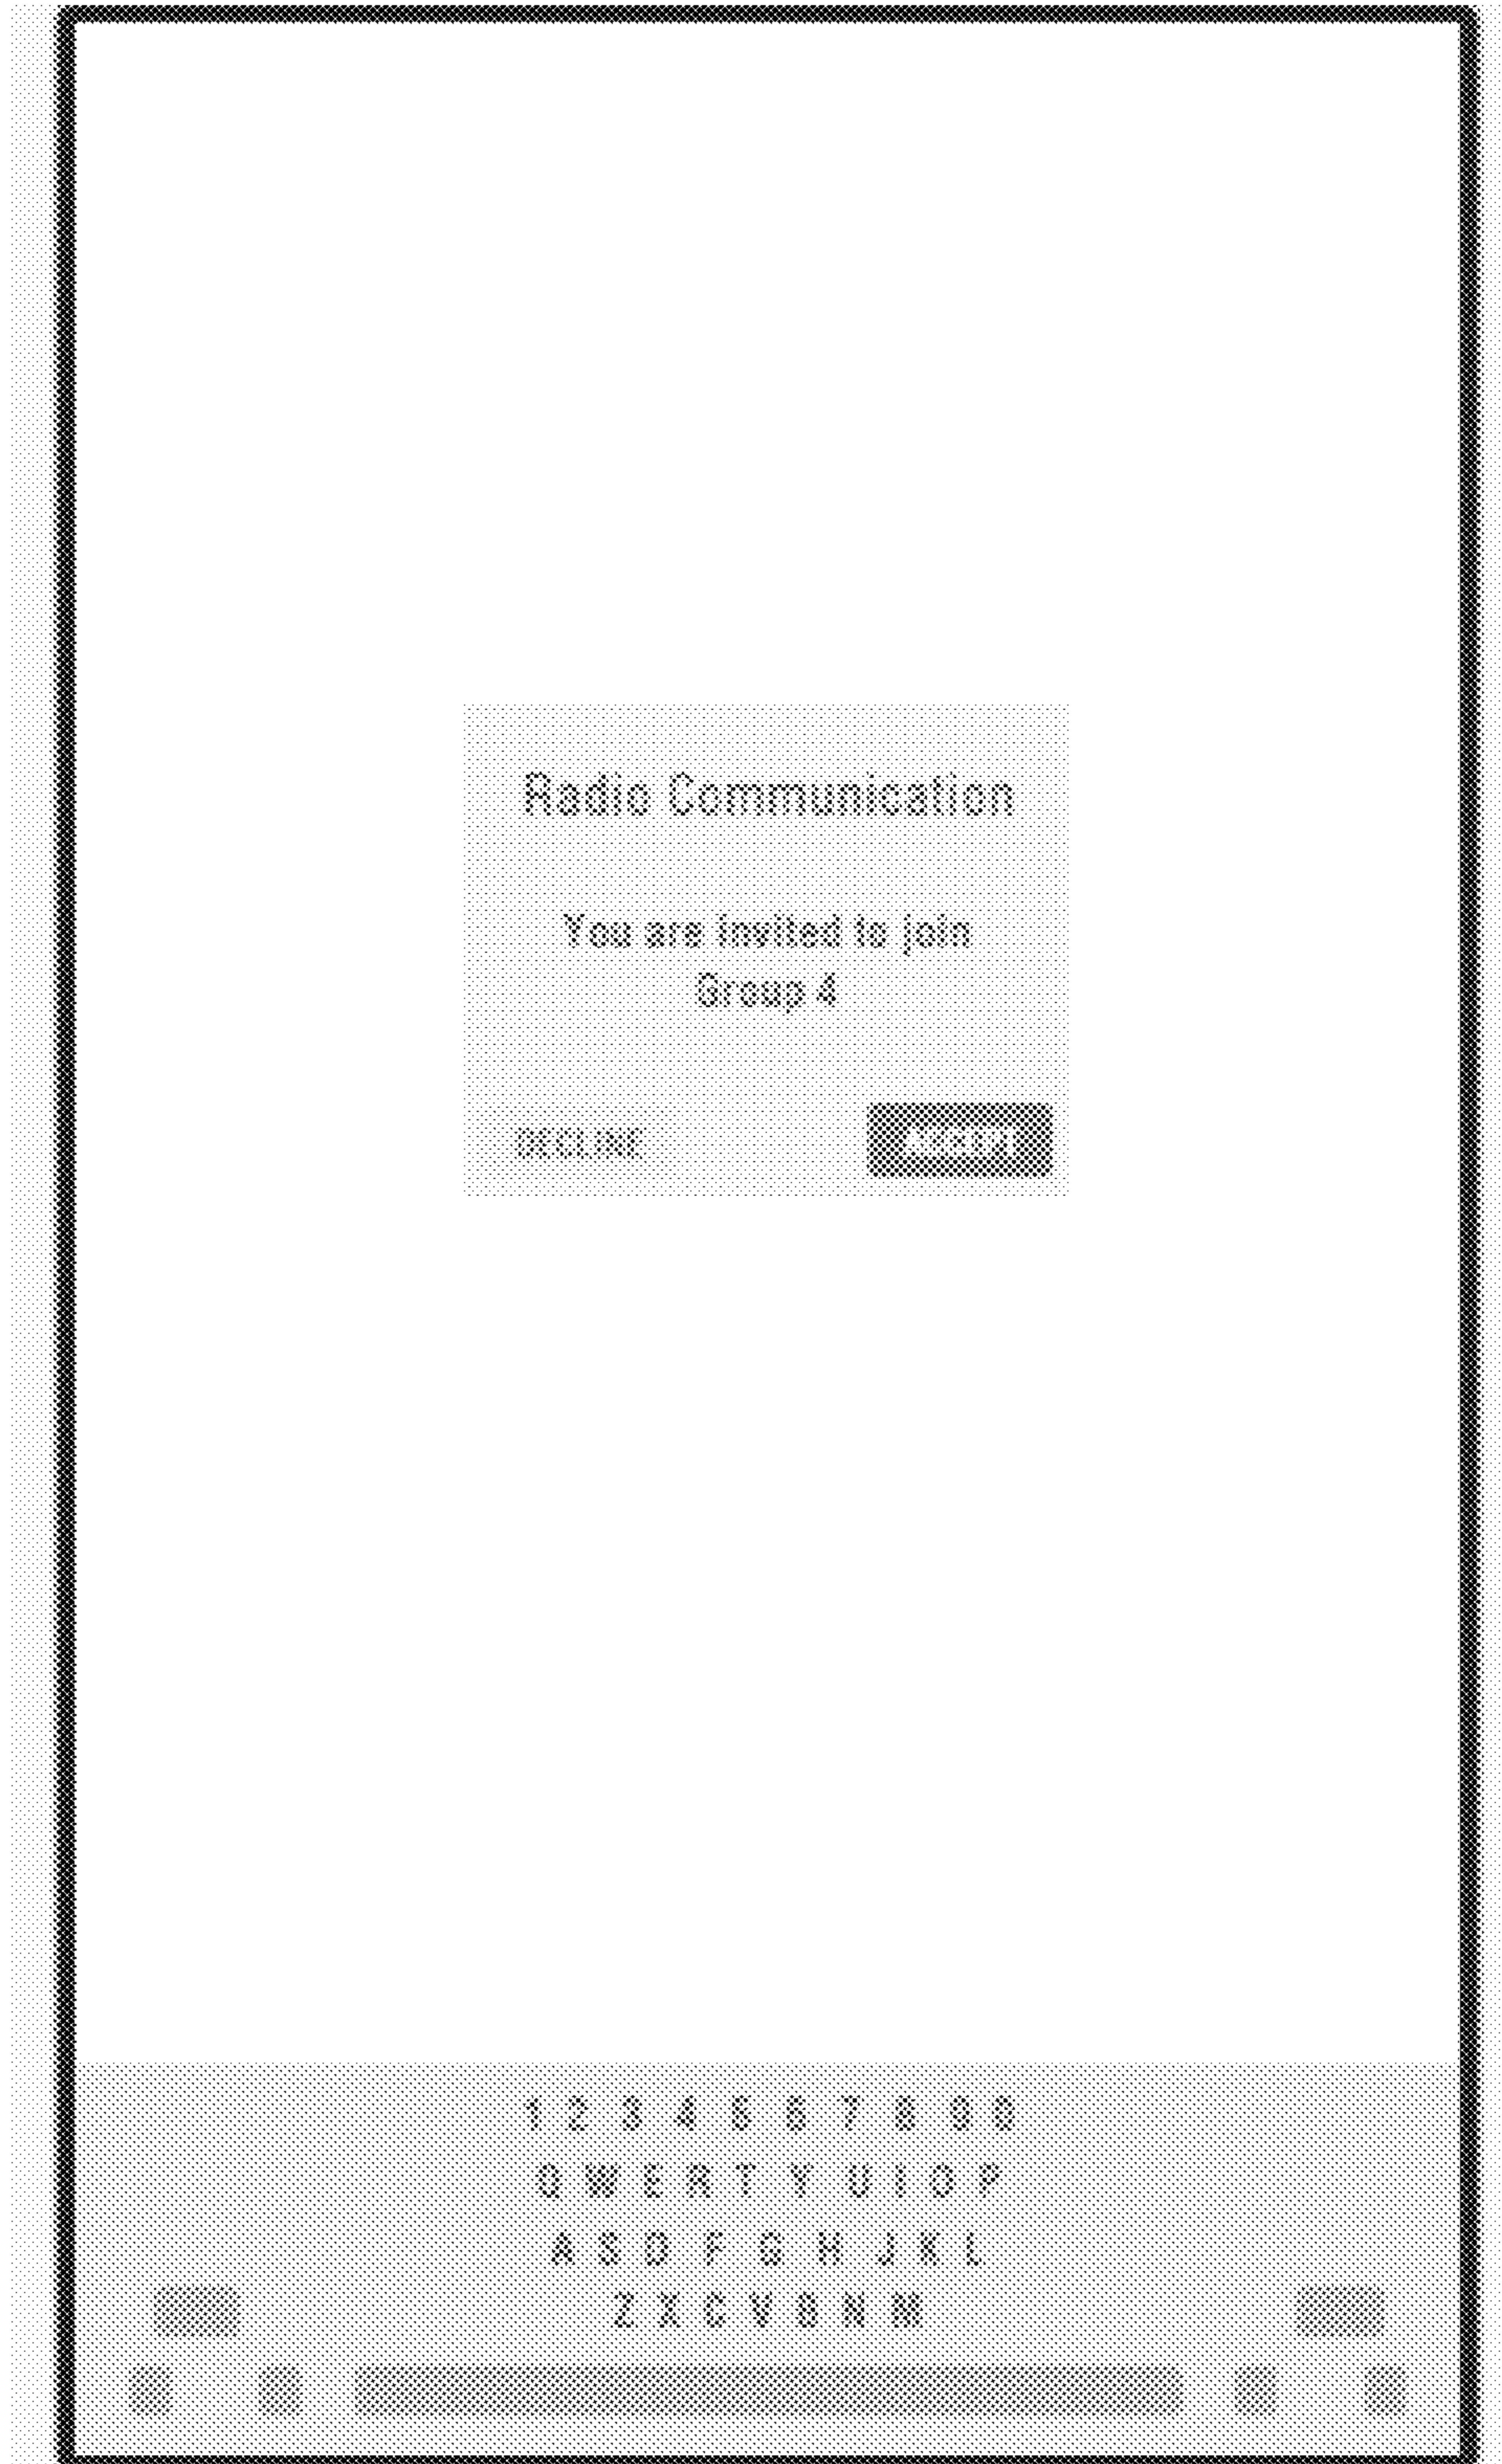 Radio Communication
You are invited to join
Group 4
DECLINE
1 2 3 4 5 6 7 8 9 0
Q W E R T Y U I O P
A S D F G H J K L
Z X C V B N M